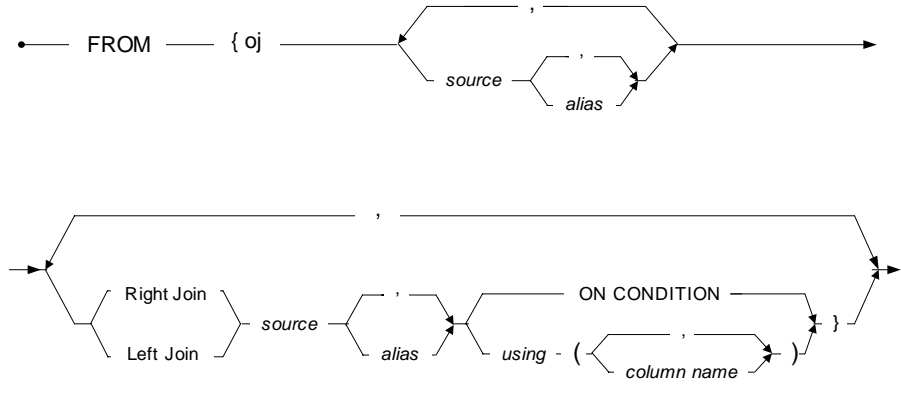 ,
FROM { oj
source , alias
,
Right Join
Left Join
source , alias
ON CONDITION
using ( , column name ) }